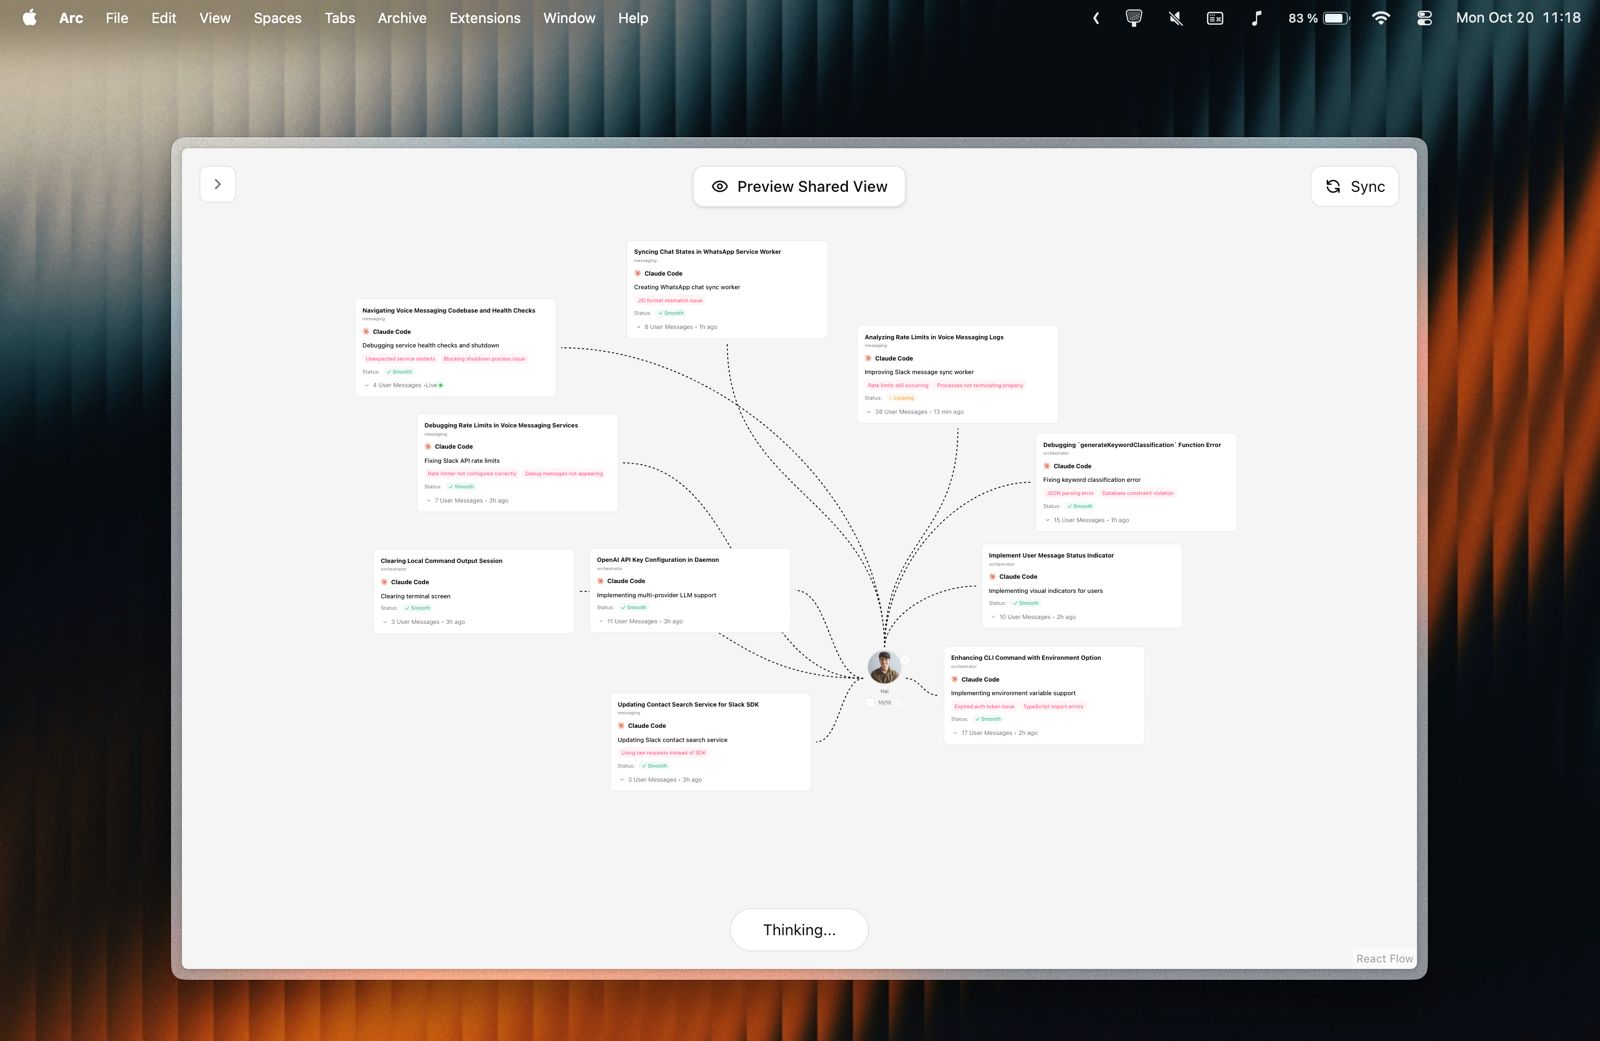 Arc File Edit View Spaces Tabs Archive Extensions Window Help
83 % Mon Oct 20 11:18
Preview Shared View
Sync
Syncing Chat States in WhatsApp Service Worker
messaging
Claude Code
Creating WhatsApp chat sync worker
JID format mismatch issue
Status: ✓ Smooth
8 User Messages • 1h ago
Navigating Voice Messaging Codebase and Health Checks
messaging
Claude Code
Debugging service health checks and shutdown
Unexpected service restarts Blocking shutdown process issue
Status: ✓ Smooth
4 User Messages •Live
Analyzing Rate Limits in Voice Messaging Logs
messaging
Claude Code
Improving Slack message sync worker
Rate limits still occurring Processes not terminating properly
Status: Looping
38 User Messages • 13 min ago
Debugging Rate Limits in Voice Messaging Services
messaging
Claude Code
Fixing Slack API rate limits
Rate limiter not configured correctly Debug messages not appearing
Status: ✓ Smooth
7 User Messages • 3h ago
Debugging `generateKeywordClassification` Function Error
orchestrator
Claude Code
Fixing keyword classification error
JSON parsing error Database constraint violation
Status: ✓ Smooth
15 User Messages • 1h ago
Clearing Local Command Output Session
orchestrator
Claude Code
Clearing terminal screen
Status: ✓ Smooth
3 User Messages • 3h ago
OpenAI API Key Configuration in Daemon
orchestrator
Claude Code
Implementing multi-provider LLM support
Status: ✓ Smooth
11 User Messages • 3h ago
Implement User Message Status Indicator
orchestrator
Claude Code
Implementing visual indicators for users
Status: ✓ Smooth
10 User Messages • 2h ago
Hai
10/10
Enhancing CLI Command with Environment Option
orchestrator
Claude Code
Implementing environment variable support
Expired auth token issue TypeScript import errors
Status: ✓ Smooth
17 User Messages • 2h ago
Updating Contact Search Service for Slack SDK
messaging
Claude Code
Updating Slack contact search service
Using raw requests instead of SDK
Status: ✓ Smooth
3 User Messages • 3h ago
Thinking...
React Flow